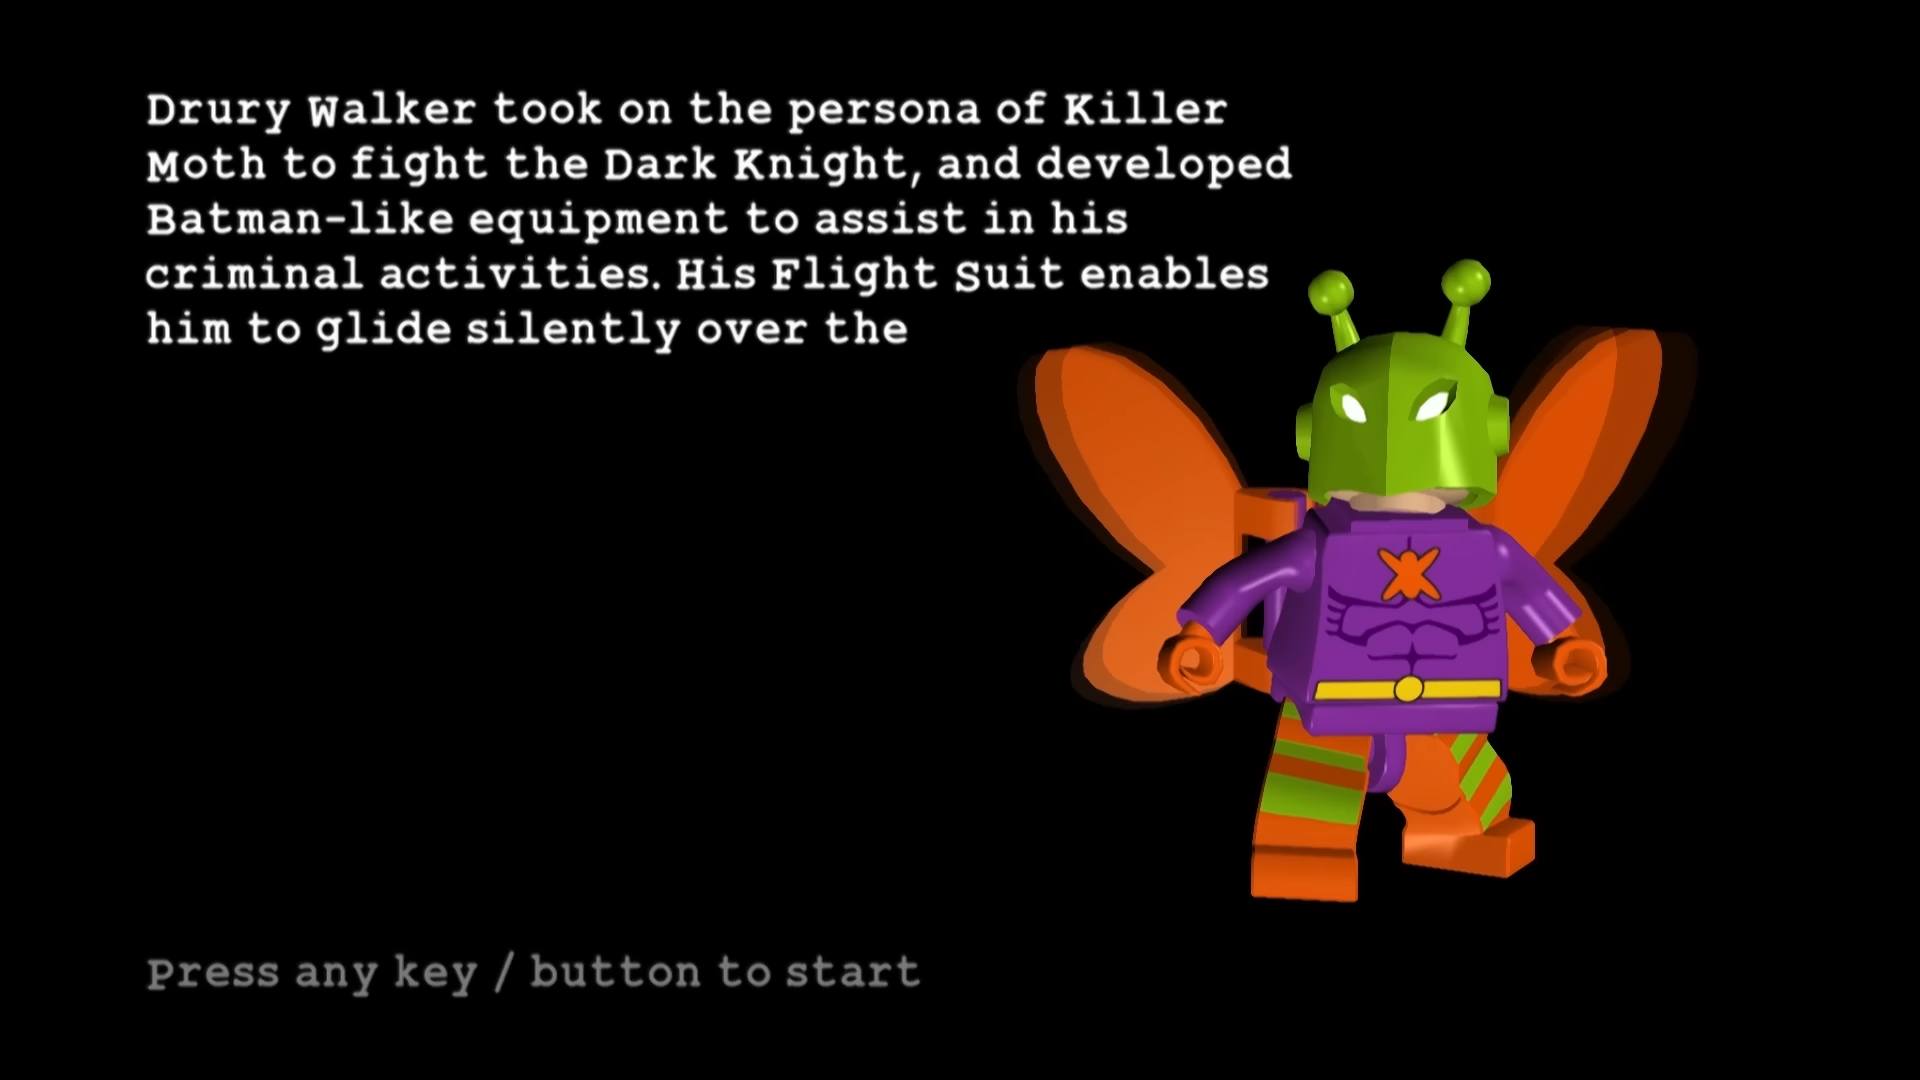 Drury Walker took on the persona of Killer
Moth to fight the Dark Knight, and developed
Batman-like equipment to assist in his
criminal activities. His Flight Suit enables
him to glide silently over the
Press any key / button to start